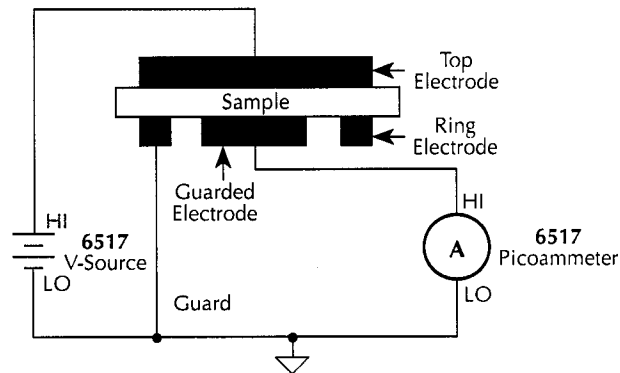 Top
Electrode
Sample
Ring
Electrode
Guarded
Electrode
HI
6517
V-Source
LO
Guard
HI
A
6517
Picoammeter
LO